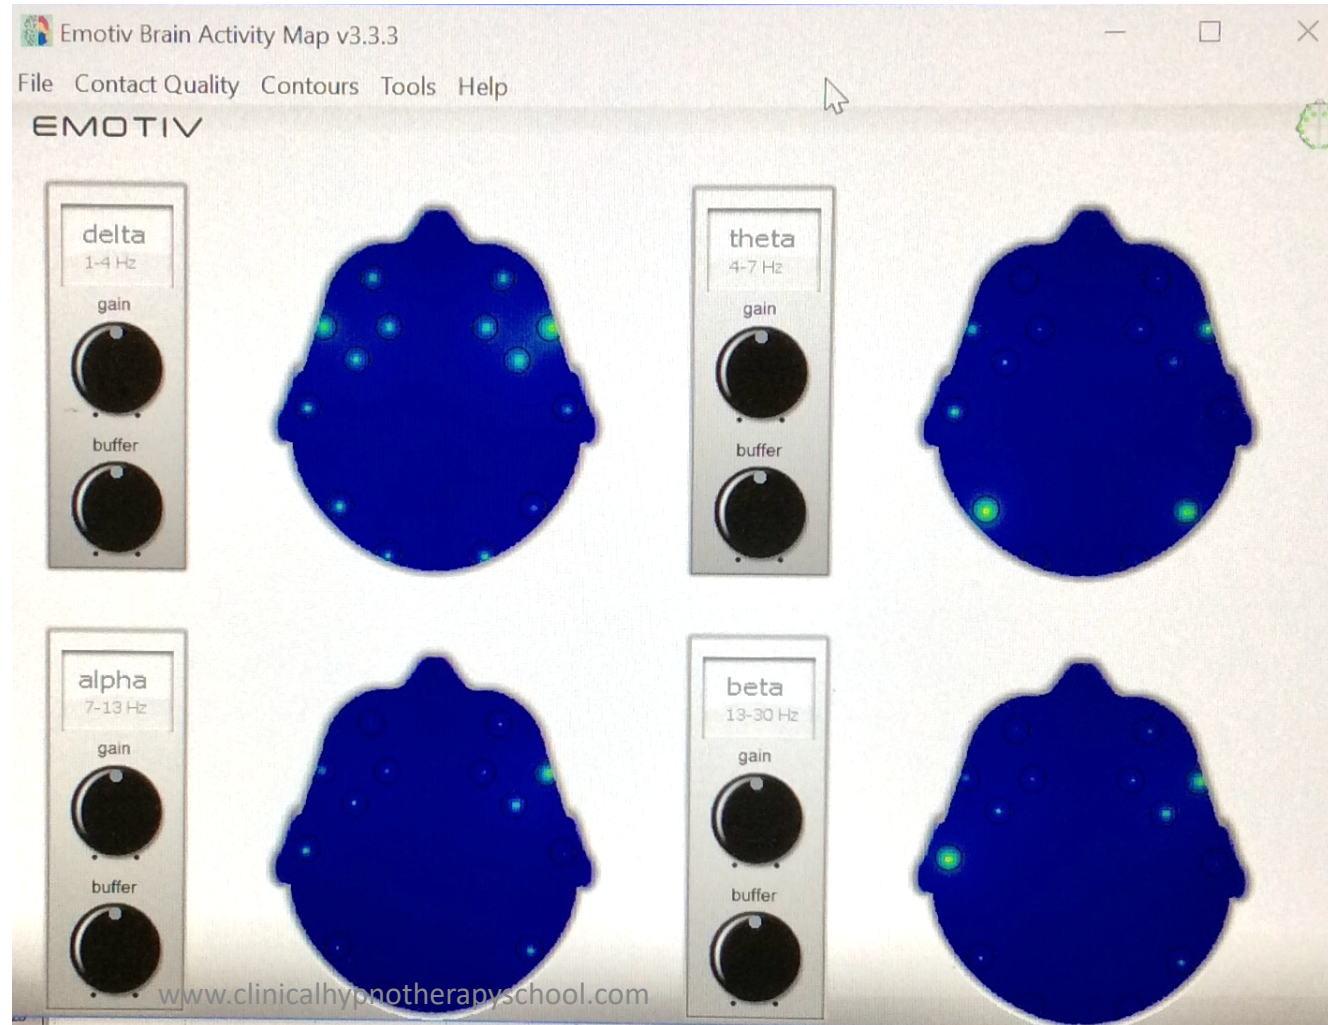 Emotiv Brain Activity Map v3.3.3
File Contact Quality Contours Tools Help
EMOTIV
delta
1-4 Hz
gain
buffer
theta
4-7 Hz
gain
buffer
alpha
7-13 Hz
gain
buffer
beta
13-30 Hz
gain
buffer
www.clinicalhypnotherapyschool.com